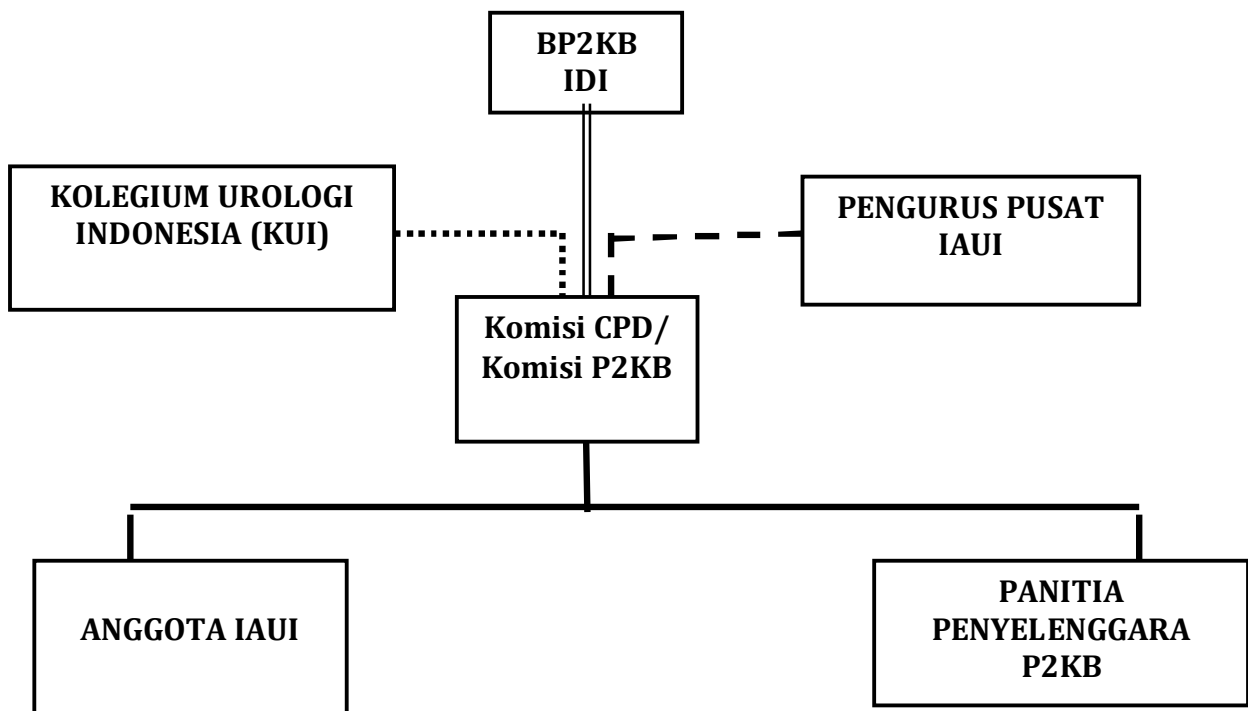 BP2KB
IDI
KOLEGIUM UROLOGI
INDONESIA (KUI)
PENGURUS PUSAT
IAUI
Komisi CPD/
Komisi P2KB
ANGGOTA IAUI
PANITIA
PENYELENGGARA
P2KB